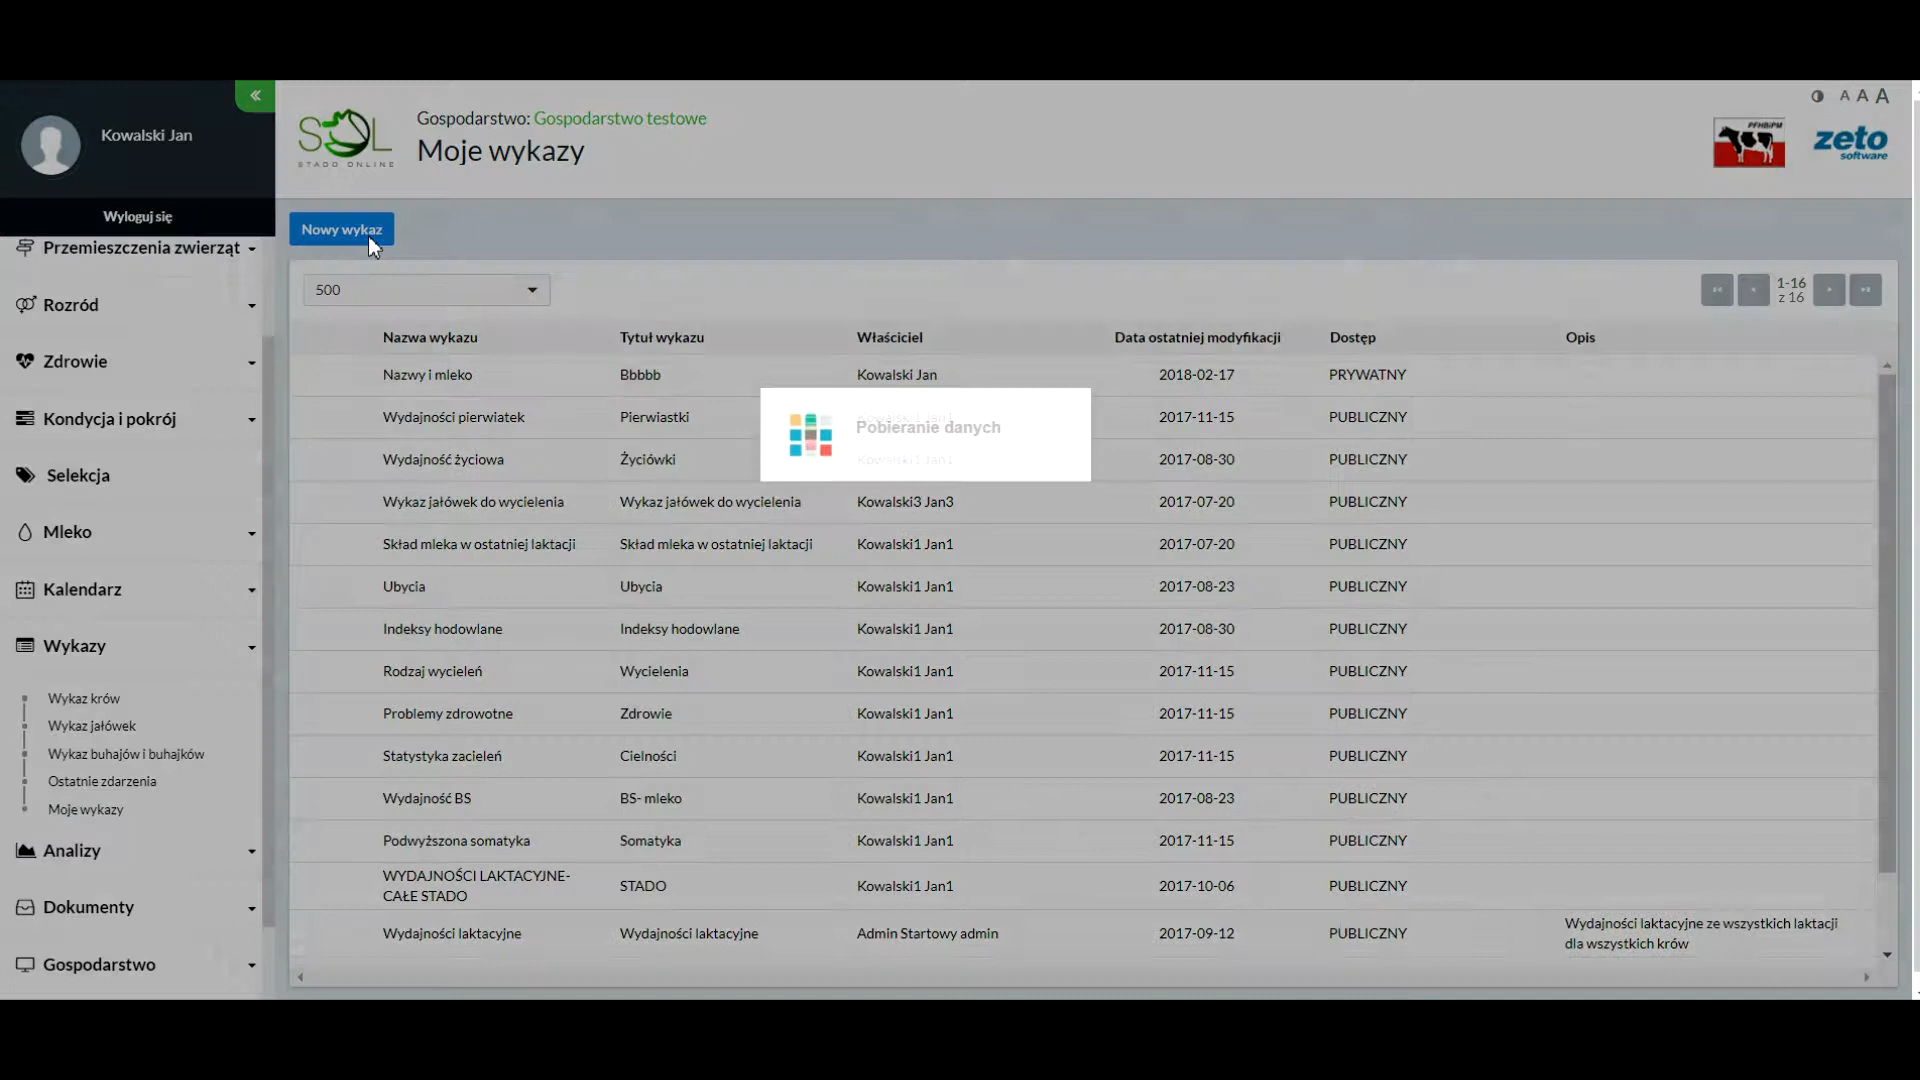 Kowalski Jan
Wyloguj się
Przemieszczenia zwierząt
Rozród
Zdrowie
Kondycja i pokrój
Selekcja
Mleko
Kalendarz
Wykazy
Wykaz krów
Wykaz jałówek
Wykaz buhajów i buhajków
Ostatnie zdarzenia
Moje wykazy
Analizy
Dokumenty
Gospodarstwo
SOL
STADO ONLINE
Gospodarstwo: Gospodarstwo testowe
Moje wykazy
A A A
PFHBiPM
zeto
software
Nowy wykaz
500
1-16
z 16
Nazwa wykazu Tytuł wykazu Właściciel Data ostatniej modyfikacji Dostęp Opis
Nazwy i mleko Bbbbb Kowalski Jan 2018-02-17 PRYWATNY
Wydajności pierwiatek Pierwiastki Kowalski1 Jan1 2017-11-15 PUBLICZNY
Pobieranie danych
Wydajność życiowa Życiówki Kowalski1 Jan1 2017-08-30 PUBLICZNY
Wykaz jałówek do wycielenia Wykaz jałówek do wycielenia Kowalski3 Jan3 2017-07-20 PUBLICZNY
Skład mleka w ostatniej laktacji Skład mleka w ostatniej laktacji Kowalski1 Jan1 2017-07-20 PUBLICZNY
Ubycia Ubycia Kowalski1 Jan1 2017-08-23 PUBLICZNY
Indeksy hodowlane Indeksy hodowlane Kowalski1 Jan1 2017-08-30 PUBLICZNY
Rodzaj wycieleń Wycielenia Kowalski1 Jan1 2017-11-15 PUBLICZNY
Problemy zdrowotne Zdrowie Kowalski1 Jan1 2017-11-15 PUBLICZNY
Statystyka zacieleń Cielności Kowalski1 Jan1 2017-11-15 PUBLICZNY
Wydajność BS BS- mleko Kowalski1 Jan1 2017-08-23 PUBLICZNY
Podwyższona somatyka Somatyka Kowalski1 Jan1 2017-11-15 PUBLICZNY
WYDAJNOŚCI LAKTACYJNE-
CAŁE STADO STADO Kowalski1 Jan1 2017-10-06 PUBLICZNY
Wydajności laktacyjne Wydajności laktacyjne Admin Startowy admin 2017-09-12 PUBLICZNY Wydajności laktacyjne ze wszystkich laktacji
dla wszystkich krów